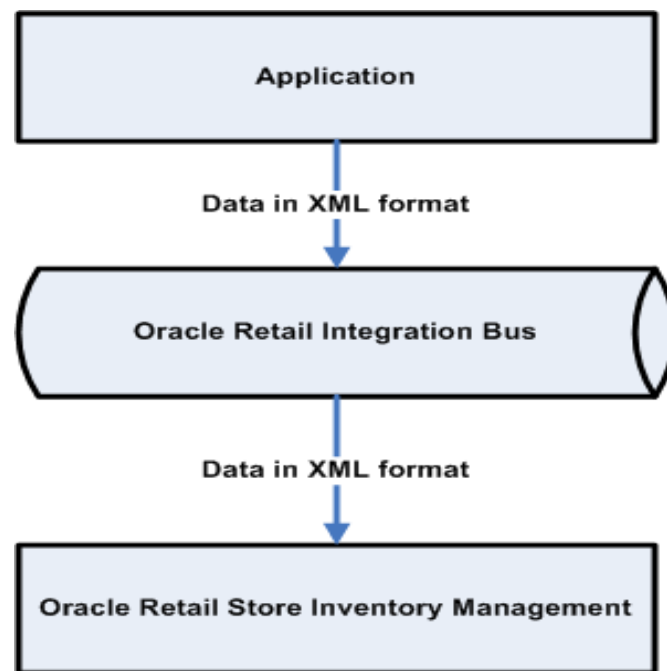 Application
Data in XML format
Oracle Retail Integration Bus
Data in XML format
Oracle Retail Store Inventory Management